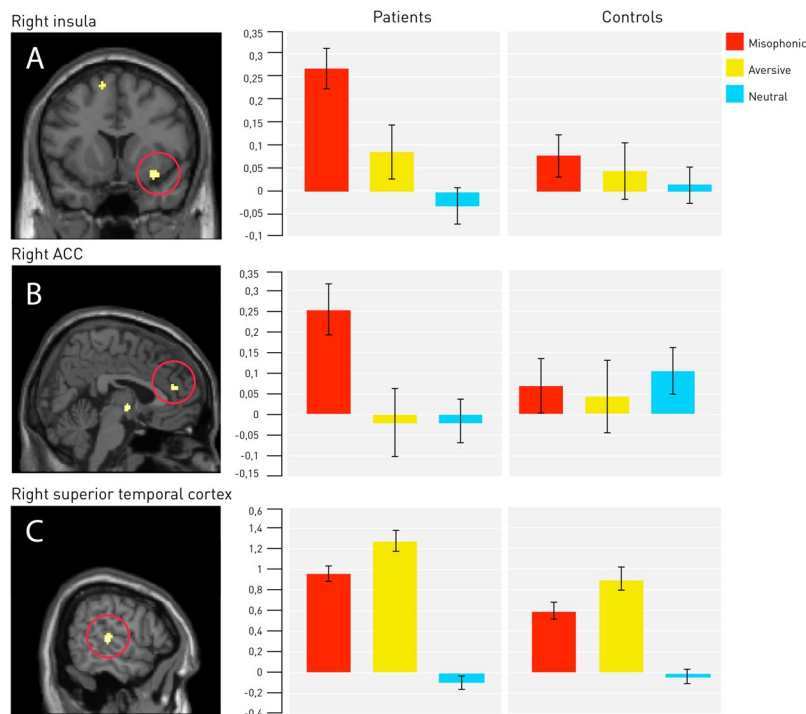 Right insula
Patients
Controls
A
0,35
0,3
0,25
0,2
0,15
0,1
0,05
0
-0,05
-0,1
Misophonic
Aversive
Neutral
Right ACC
B
0,35
0,3
0,25
0,2
0,15
0,1
0,05
0
-0,05
-0,1
-0,15
Right superior temporal cortex
C
0,6
1,4
1,2
1
0,8
0,6
0,4
0,2
0
-0,2
-0,4